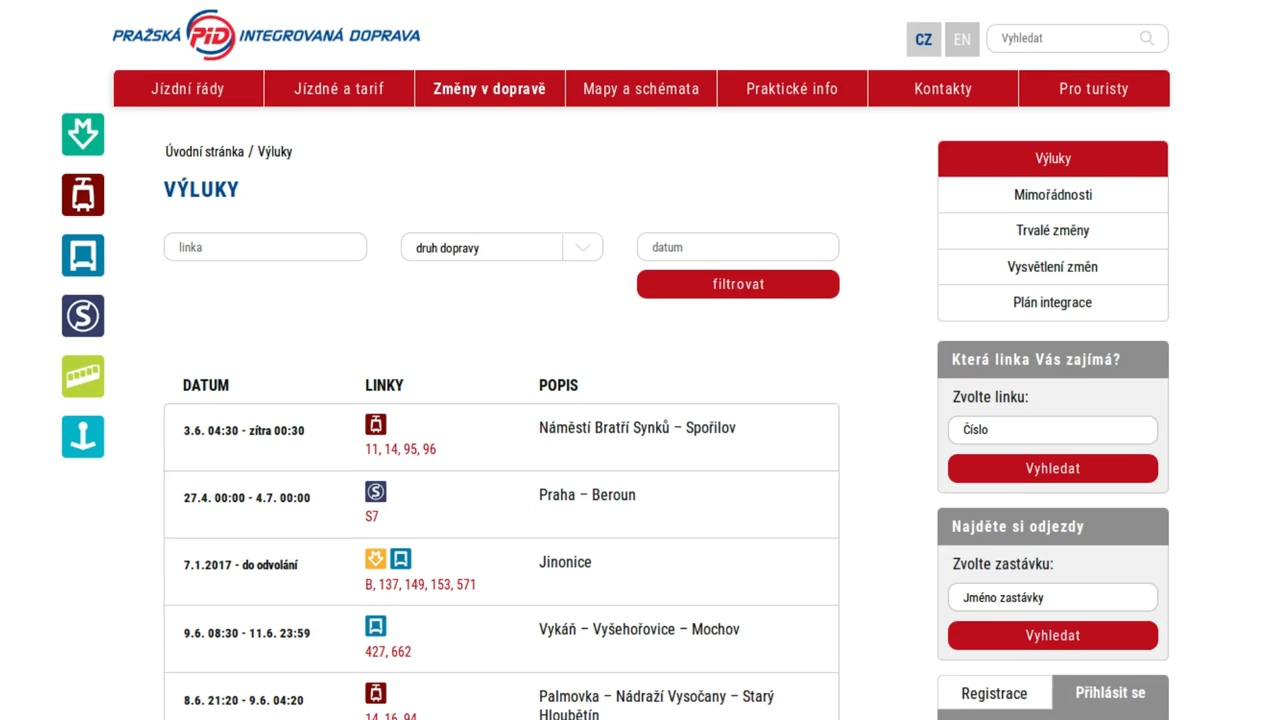 PRAŽSKÁ PID INTEGROVANÁ DOPRAVA
CZ EN Vyhledat
Jízdní řády Jízdné a tarif Změny v dopravě Mapy a schémata Praktické info Kontakty Pro turisty
Úvodní stránka / Výluky
VÝLUKY
linka druh dopravy datum
filtrovat
DATUM LINKY POPIS
3.6. 04:30 - zítra 00:30 Náměstí Bratří Synků – Spořilov
11, 14, 95, 96
27.4. 00:00 - 4.7. 00:00 S Praha – Beroun
S7
7.1.2017 - do odvolání Jinonice
B, 137, 149, 153, 571
9.6. 08:30 - 11.6. 23:59 Vykáň – Vyšehořovice – Mochov
427, 662
8.6. 21:20 - 9.6. 04:20 Palmovka – Nádraží Vysočany – Starý
Hloubětín
14, 16, 94
Výluky
Mimořádnosti
Trvalé změny
Vysvětlení změn
Plán integrace
Která linka Vás zajímá?
Zvolte linku:
Číslo
Vyhledat
Najděte si odjezdy
Zvolte zastávku:
Jméno zastávky
Vyhledat
Registrace Přihlásit se